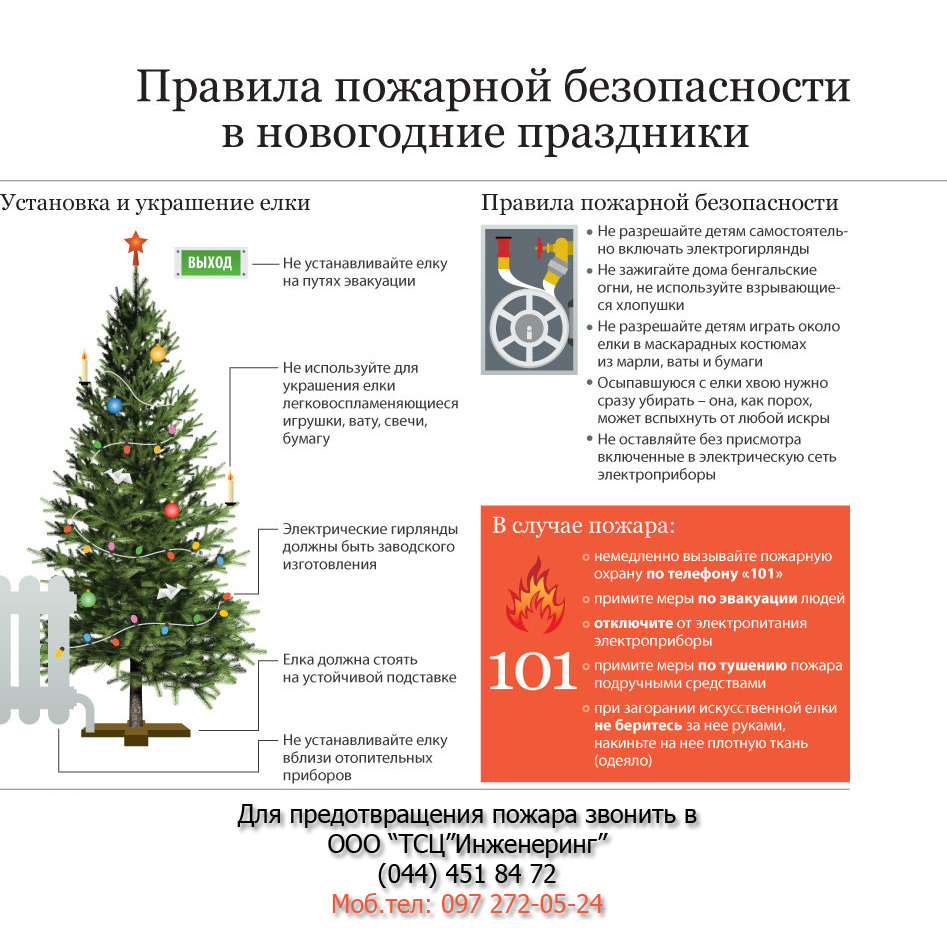 Правила пожарной безопасности
в новогодние праздники
Установка и украшение елки
ВЫХОД
Не устанавливайте елку
на путях эвакуации
Не используйте для
украшения елки
легковоспламеняющиеся
игрушки, вату, свечи,
бумагу
Электрические гирлянды
должны быть заводского
изготовления
Елка должна стоять
на устойчивой подставке
Не устанавливайте елку
вблизи отопительных
приборов
Правила пожарной безопасности
• Не разрешайте детям самостоятель-
но включать электрогирлянды
• Не зажигайте дома бенгальские
огни, не используйте взрывающие-
ся хлопушки
• Не разрешайте детям играть около
елки в маскарадных костюмах
из марли, ваты и бумаги
• Осыпавшуюся с елки хвою нужно
сразу убирать – она, как порох,
может вспыхнуть от любой искры
• Не оставляйте без присмотра
включенные в электрическую сеть
электроприборы
В случае пожара:
101
немедленно вызывайте пожарную
охрану по телефону «101»
примите меры по эвакуации людей
отключите от электропитания
электроприборы
примите меры по тушению пожара
подручными средствами
при загорании искусственной елки
не беритесь за нее руками,
накиньте на нее плотную ткань
(одеяло)
Для предотвращения пожара звонить в
ООО “ТСЦ”Инженеринг”
(044) 451 84 72
Моб.тел: 097 272-05-24